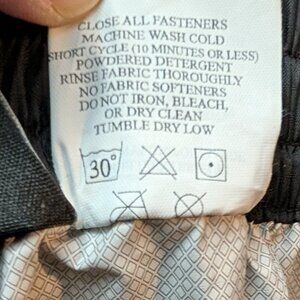 CLOSE ALL FASTENERS
MACHINE WASH COLD
SHORT CYCLE (10 MINUTES OR LESS)
POWDERED DETERGENT
RINSE FABRIC THOROUGHLY
NO FABRIC SOFTENERS
DO NOT IRON, BLEACH,
OR DRY CLEAN
TUMBLE DRY LOW
30°